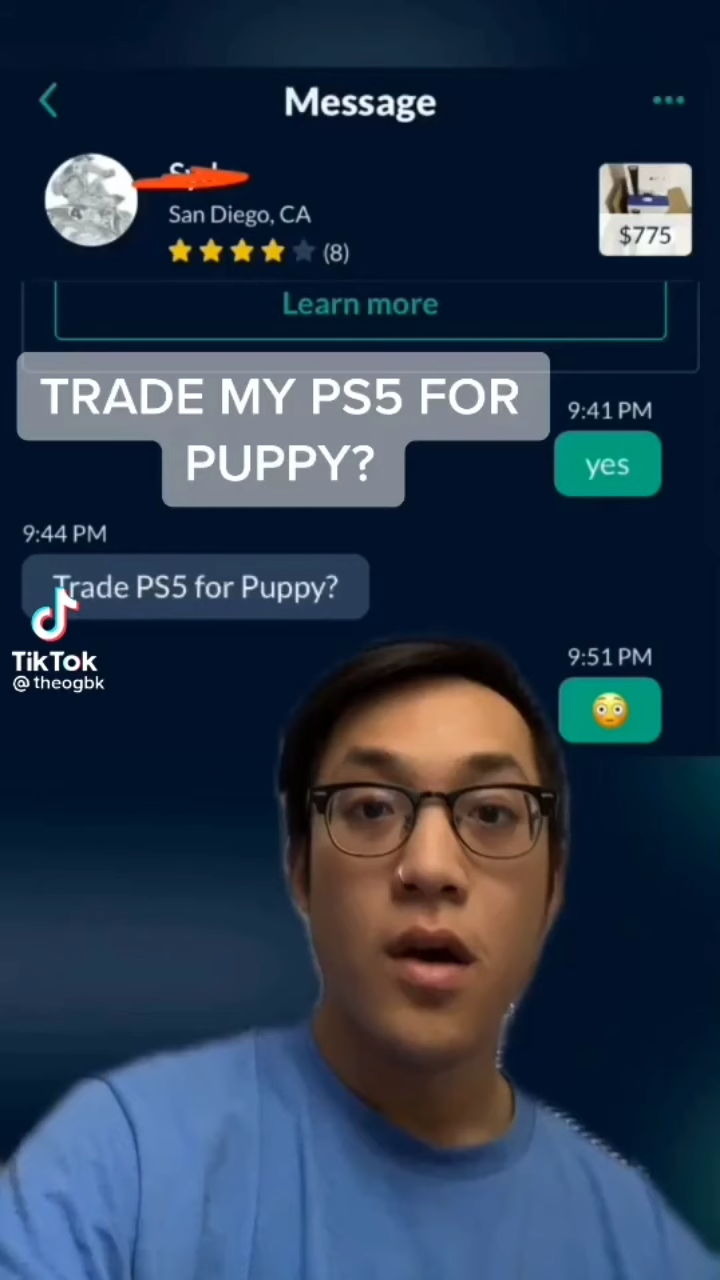 Message
San Diego, CA
(8)
$775
Learn more
TRADE MY PS5 FOR
PUPPY?
9:41 PM
yes
9:44 PM
Trade PS5 for Puppy?
TikTok
@theogbk
9:51 PM